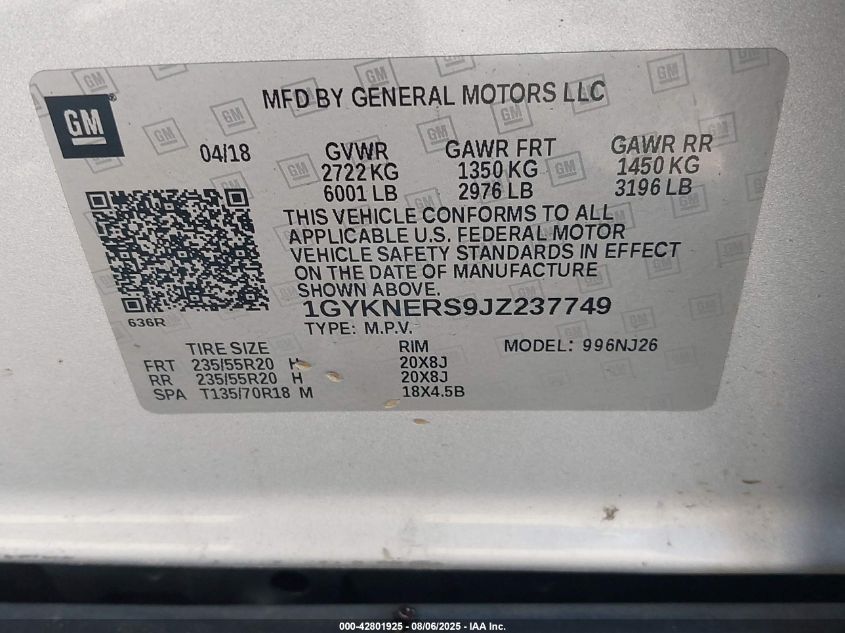 GM
MFD BY GENERAL MOTORS LLC
04/18 GVWR GAWR FRT GAWR RR
2722 KG 1350 KG 1450 KG
6001 LB 2976 LB 3196 LB
THIS VEHICLE CONFORMS TO ALL
APPLICABLE U.S. FEDERAL MOTOR
VEHICLE SAFETY STANDARDS IN EFFECT
ON THE DATE OF MANUFACTURE
SHOWN ABOVE.
636R
1GYKNERS9JZ237749
TYPE: M.P.V.
TIRE SIZE RIM MODEL: 996NJ26
FRT 235/55R20 H 20X8J
RR 235/55R20 H 20X8J
SPA T135/70R18 M 18X4.5B
000-42801925 - 08/06/2025 - IAA Inc.